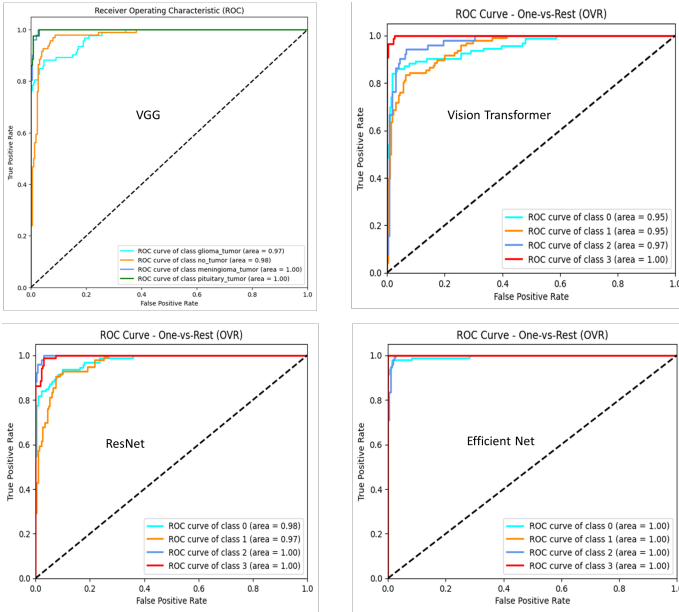 Receiver Operating Characteristic (ROC)
1.0
0.8
0.6
0.4
0.2
0.0
True Positive Rate
VGG
ROC curve of class glioma_tumor (area = 0.97)
ROC curve of class no_tumor (area = 0.98)
ROC curve of class meningioma_tumor (area = 1.00)
ROC curve of class pituitary_tumor (area = 1.00)
0.0 0.2 0.4 0.6 0.8 1.0
False Positive Rate
ROC Curve - One-vs-Rest (OVR)
1.0
0.8
0.6
0.4
0.2
0.0
True Positive Rate
Vision Transformer
ROC curve of class 0 (area = 0.95)
ROC curve of class 1 (area = 0.95)
ROC curve of class 2 (area = 0.97)
ROC curve of class 3 (area = 1.00)
0.0 0.2 0.4 0.6 0.8 1.0
False Positive Rate
ROC Curve - One-vs-Rest (OVR)
1.0
0.8
0.6
0.4
0.2
0.0
True Positive Rate
ResNet
ROC curve of class 0 (area = 0.98)
ROC curve of class 1 (area = 0.97)
ROC curve of class 2 (area = 1.00)
ROC curve of class 3 (area = 1.00)
0.0 0.2 0.4 0.6 0.8 1.0
False Positive Rate
ROC Curve - One-vs-Rest (OVR)
1.0
0.8
0.6
0.4
0.2
0.0
True Positive Rate
Efficient Net
ROC curve of class 0 (area = 1.00)
ROC curve of class 1 (area = 1.00)
ROC curve of class 2 (area = 1.00)
ROC curve of class 3 (area = 1.00)
0.0 0.2 0.4 0.6 0.8 1.0
False Positive Rate